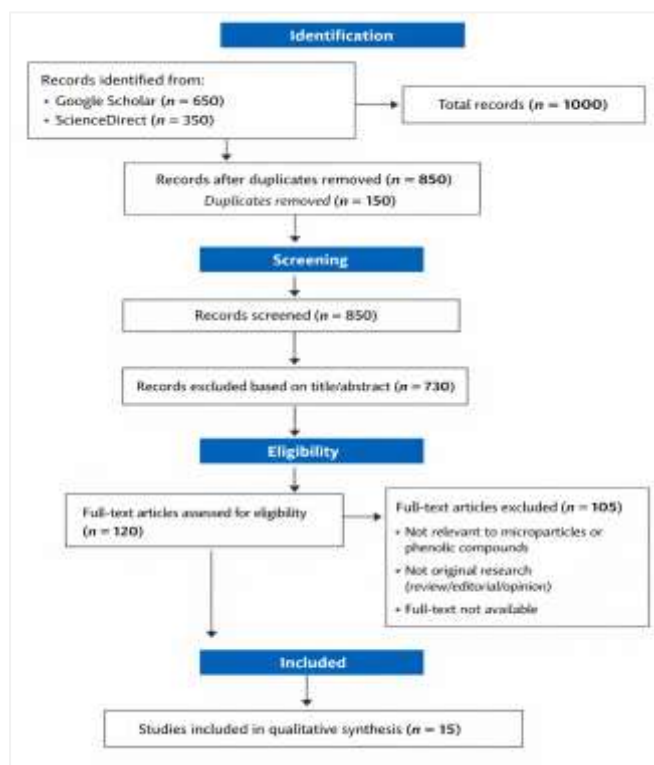 Identification
Records identified from:
• Google Scholar (n = 650)
• ScienceDirect (n = 350)
Total records (n = 1000)
Records after duplicates removed (n = 850)
Duplicates removed (n = 150)
Screening
Records screened (n = 850)
Records excluded based on title/abstract (n = 730)
Eligibility
Full-text articles assessed for eligibility
(n = 120)
Full-text articles excluded (n = 105)
• Not relevant to microparticles or
phenolic compounds
• Not original research
(review/editorial/opinion)
• Full-text not available
Included
Studies included in qualitative synthesis (n = 15)